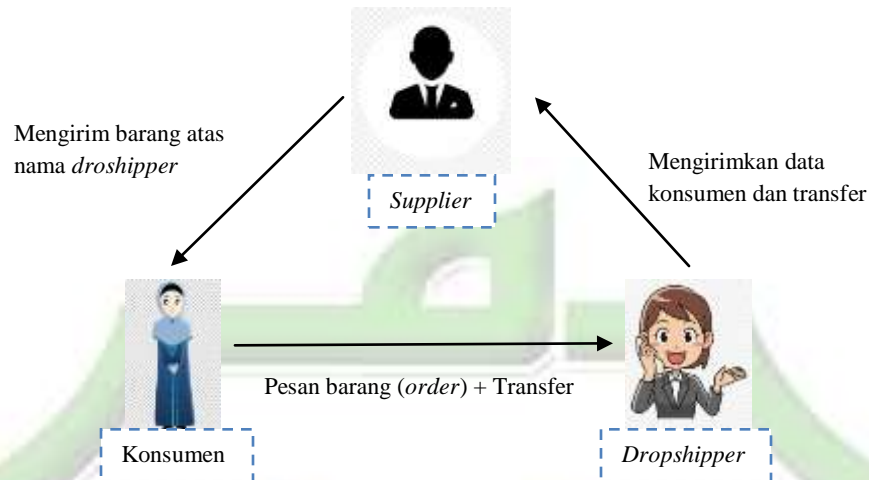 Mengirim barang atas
nama droshipper
Supplier
Mengirimkan data
konsumen dan transfer
Pesan barang (order) + Transfer
Konsumen
Dropshipper